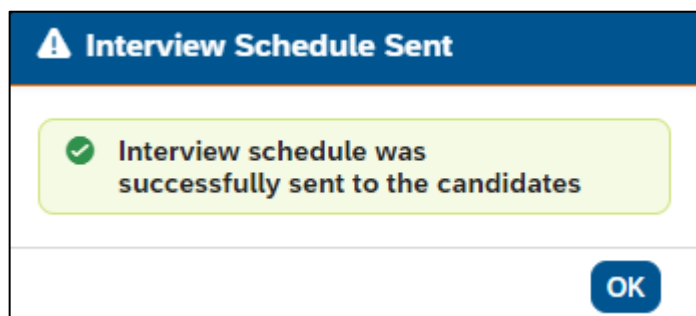 Interview Schedule Sent
Interview schedule was
successfully sent to the candidates
OK